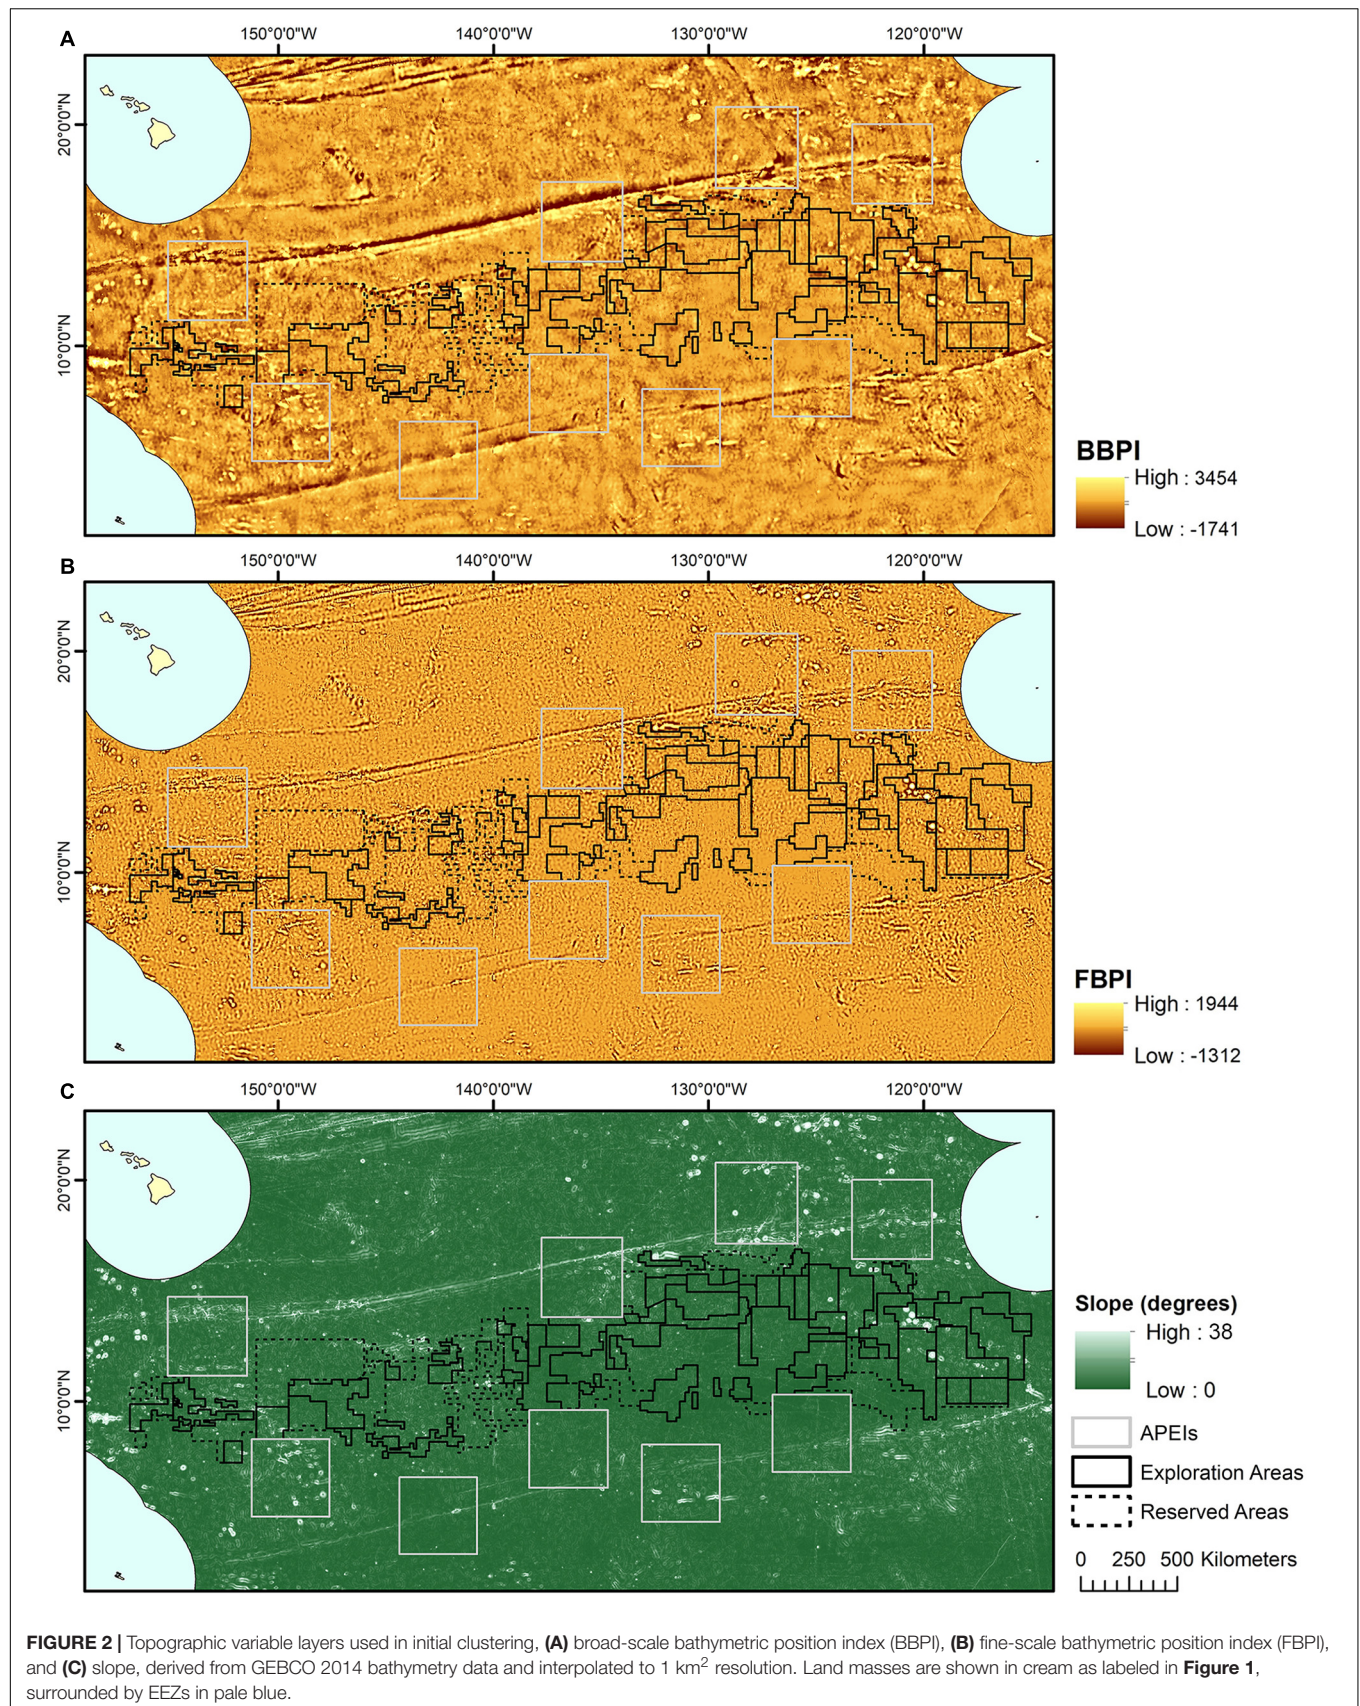 A
150°0'0"W 140°0'0"W 130°0'0"W 120°0'0"W
20°0'0"N
10°0'0"N
BBPI
High : 3454
Low : -1741
B
150°0'0"W 140°0'0"W 130°0'0"W 120°0'0"W
20°0'0"N
10°0'0"N
FBPI
High : 1944
Low : -1312
C
150°0'0"W 140°0'0"W 130°0'0"W 120°0'0"W
20°0'0"N
10°0'0"N
Slope (degrees)
High : 38
Low : 0
APEIs
Exploration Areas
Reserved Areas
0 250 500 Kilometers
FIGURE 2 | Topographic variable layers used in initial clustering, (A) broad-scale bathymetric position index (BBPI), (B) fine-scale bathymetric position index (FBPI),
and (C) slope, derived from GEBCO 2014 bathymetry data and interpolated to 1 km² resolution. Land masses are shown in cream as labeled in Figure 1,
surrounded by EEZs in pale blue.